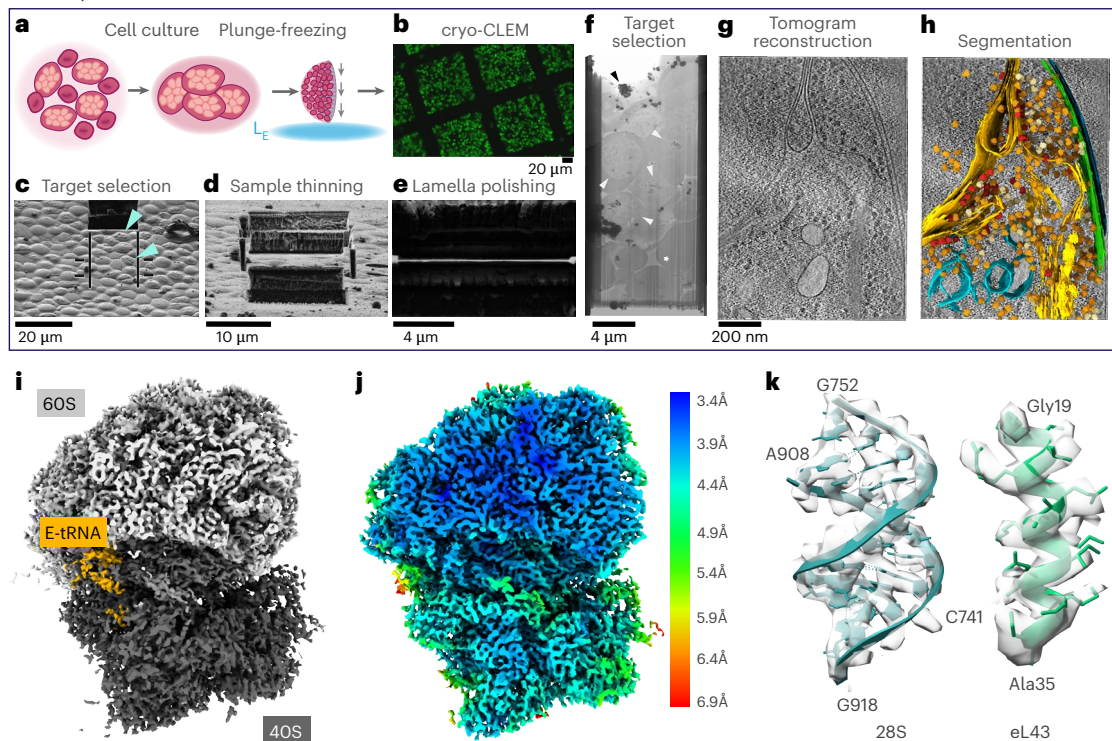 a
Cell culture
Plunge-freezing
L_E
b
cryo-CLEM
20 µm
c
Target selection
20 µm
d
Sample thinning
10 µm
e
Lamella polishing
4 µm
f
Target
selection
4 µm
g
Tomogram
reconstruction
200 nm
h
Segmentation
i
60S
E-tRNA
40S
j
3.4Å
3.9Å
4.4Å
4.9Å
5.4Å
5.9Å
6.4Å
6.9Å
k
G752
A908
C741
G918
28S
Gly19
Ala35
eL43